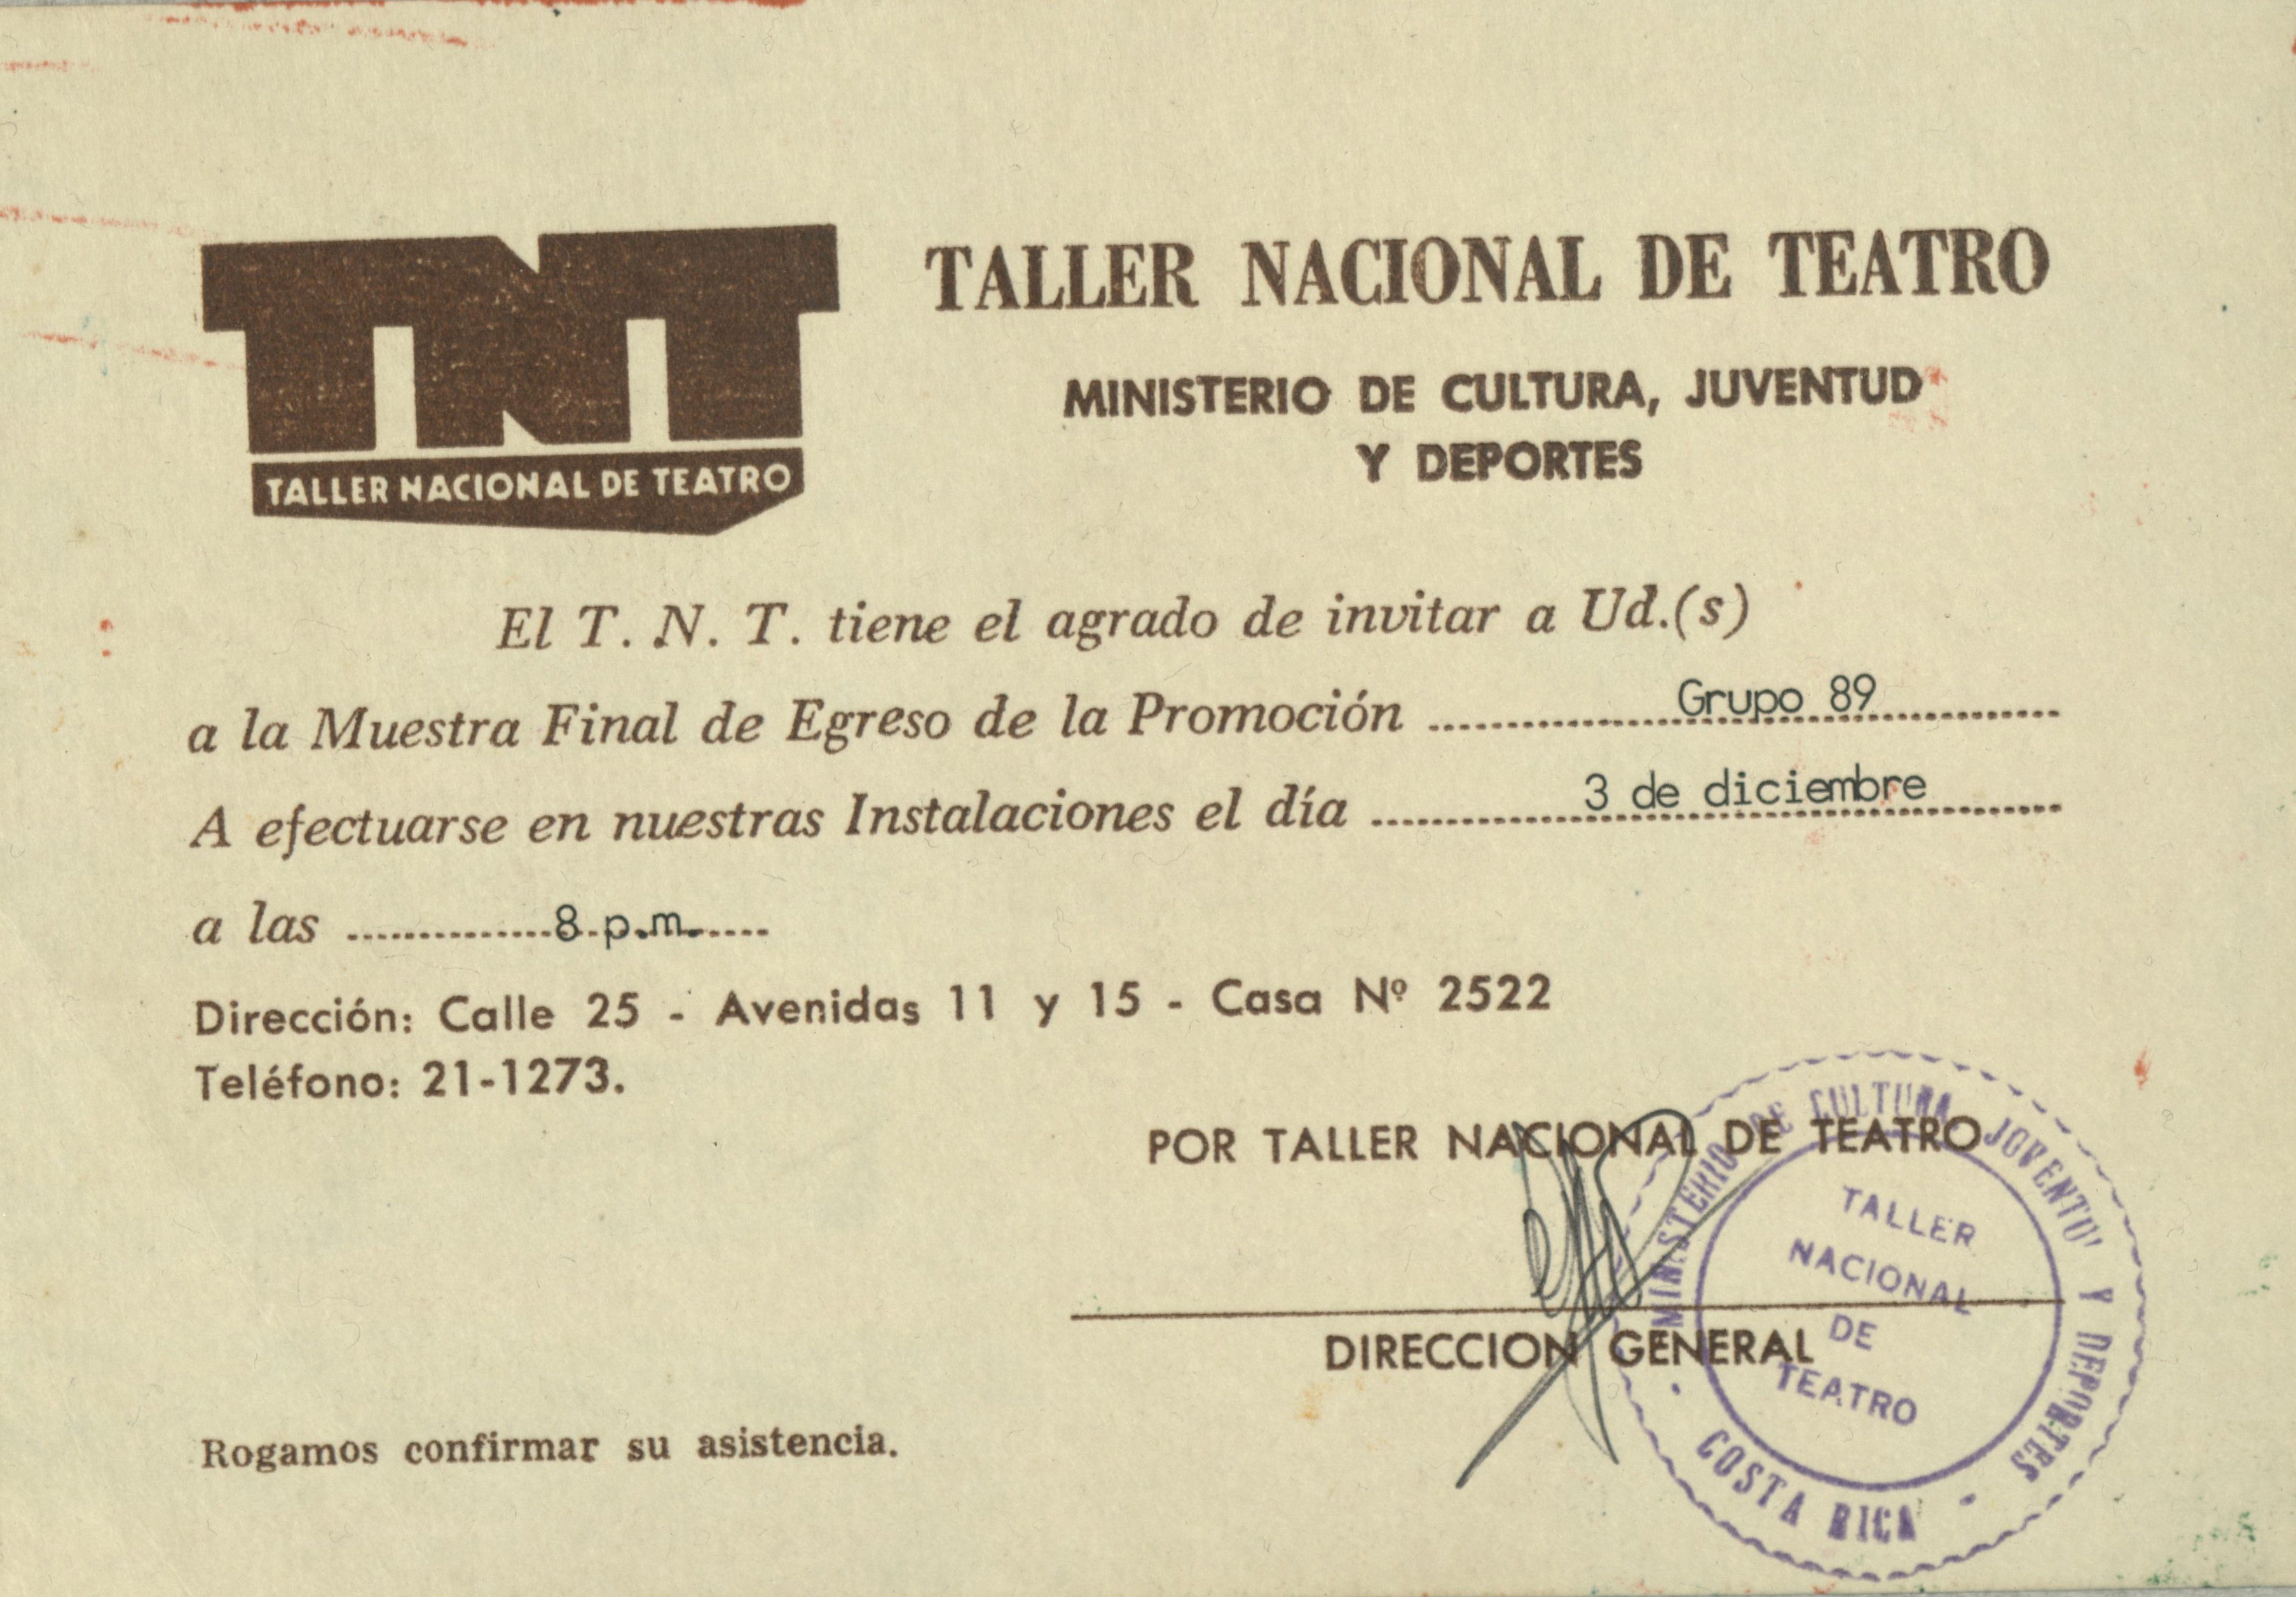 TNT
TALLER NACIONAL DE TEATRO
TALLER NACIONAL DE TEATRO
MINISTERIO DE CULTURA, JUVENTUD
Y DEPORTES
El T. N. T. tiene el agrado de invitar a Ud.(s)
a la Muestra Final de Egreso de la Promoción Grupo 89
A efectuarse en nuestras Instalaciones el día 3 de diciembre
a las 8 p.m.
Dirección: Calle 25 - Avenidas 11 y 15 - Casa Nº 2522
Teléfono: 21-1273.
POR TALLER NACIONAL DE TEATRO
DIRECCION GENERAL
MINISTERIO DE CULTURA JUVENTU' Y DEPORTES
- COSTA RICA -
TALLER
NACIONAL
DE
TEATRO
Rogamos confirmar su asistencia.